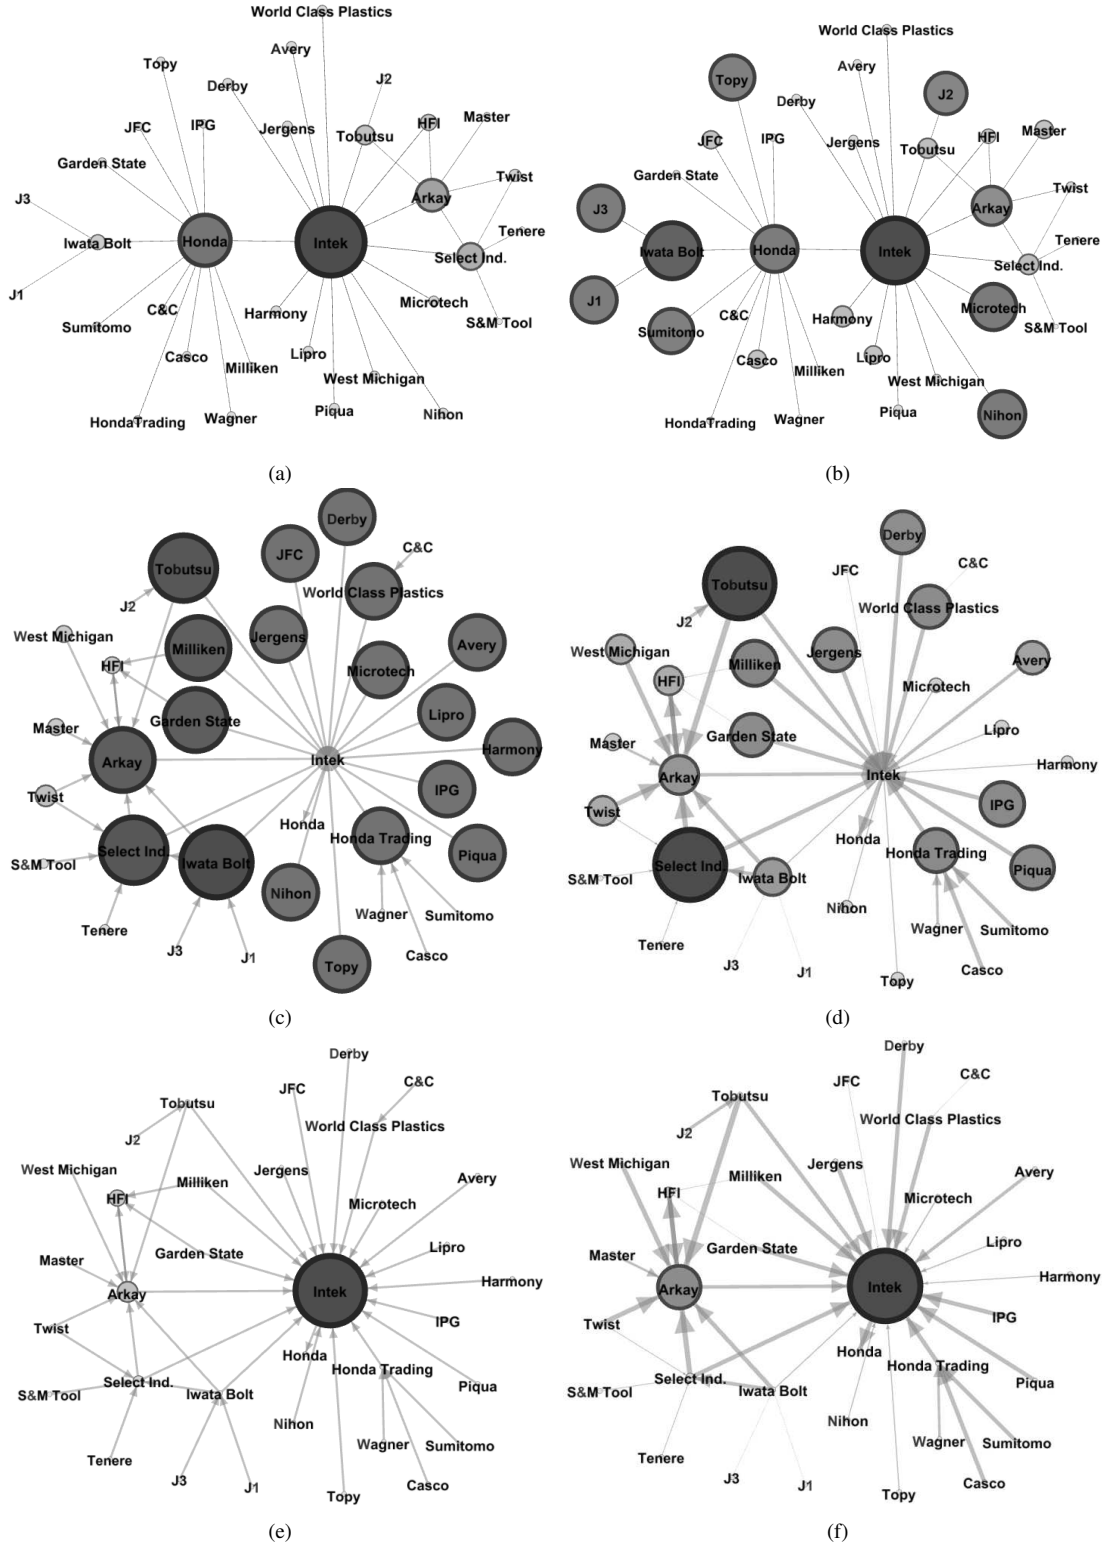 World Class Plastics
Avery
Topy
J2
Derby
HFI
Master
JFC
IPG
Jergens
Tobutsu
Garden State
Twist
Arkay
J3
Tenere
Iwata Bolt
Honda
Intek
Select Ind.
J1
C&C
Microtech
Sumitomo
Harmony
S&M Tool
Casco
Lipro
Milliken
West Michigan
HondaTrading
Wagner
Piqua
Nihon
(a)
World Class Plastics
Avery
Topy
J2
Derby
Master
JFC
IPG
Jergens
HFI
Tobutsu
Garden State
Twist
J3
Arkay
Tenere
Iwata Bolt
Honda
Intek
Select Ind.
J1
Microtech
C&C
Sumitomo
Harmony
S&M Tool
Casco
Lipro
Milliken
West Michigan
Piqua
HondaTrading
Wagner
Nihon
(b)
Derby
JFC
C&C
Tobutsu
World Class Plastics
J2
West Michigan
Jergens
Avery
Milliken
HFI
Microtech
Lipro
Garden State
Master
Harmony
Arkay
Intek
IPG
Twist
Honda
Honda Trading
Select Ind.
Piqua
S&M Tool
Iwata Bolt
Nihon
Wagner
Sumitomo
Tenere
J3
J1
Casco
Topy
(c)
Derby
C&C
JFC
Tobutsu
World Class Plastics
J2
West Michigan
Jergens
Avery
Milliken
HFI
Microtech
Lipro
Garden State
Master
Harmony
Arkay
Intek
IPG
Twist
Honda
Honda Trading
Select Ind.
Piqua
S&M Tool
Iwata Bolt
Nihon
Wagner
Sumitomo
Tenere
J3
J1
Casco
Topy
(d)
Derby
C&C
JFC
Tobutsu
World Class Plastics
J2
West Michigan
Jergens
Avery
Milliken
HFI
Microtech
Lipro
Garden State
Master
Harmony
Arkay
Intek
IPG
Twist
Honda
Honda Trading
Select Ind.
Piqua
S&M Tool
Iwata Bolt
Nihon
Wagner
Sumitomo
Tenere
J3
J1
Casco
Topy
(e)
Derby
C&C
JFC
Tobutsu
World Class Plastics
J2
West Michigan
Jergens
Avery
Milliken
HFI
Microtech
Lipro
Garden State
Master
Harmony
Arkay
Intek
IPG
Twist
Honda
Honda Trading
Select Ind.
Piqua
S&M Tool
Iwata Bolt
Nihon
Wagner
Sumitomo
Tenere
J3
J1
Casco
Topy
(f)